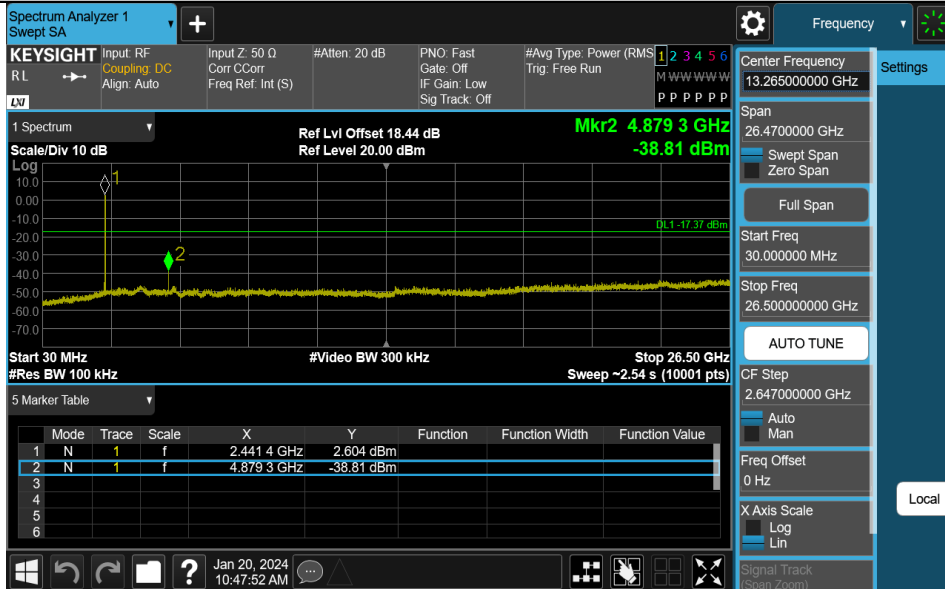 Spectrum Analyzer 1
Swept SA
+
Frequency
KEYSIGHT
R L
LXI
Input: RF
Coupling: DC
Align: Auto
Input Z: 50 Ω
Corr CCorr
Freq Ref: Int (S)
#Atten: 20 dB
PNO: Fast
Gate: Off
IF Gain: Low
Sig Track: Off
#Avg Type: Power (RMS
Trig: Free Run
1 2 3 4 5 6
M W W W W W
P P P P P P
1 Spectrum
Scale/Div 10 dB
Ref Lvl Offset 18.44 dB
Ref Level 20.00 dBm
Mkr2 4.879 3 GHz
-38.81 dBm
Log
10.0
0.00
-10.0
-20.0
-30.0
-40.0
-50.0
-60.0
-70.0
1
2
DL1 -17.37 dBm
Start 30 MHz
#Video BW 300 kHz
Stop 26.50 GHz
#Res BW 100 kHz
Sweep ~2.54 s (10001 pts)
5 Marker Table
Mode Trace Scale X Y Function Function Width Function Value
1 N 1 f 2.441 4 GHz 2.604 dBm
2 N 1 f 4.879 3 GHz -38.81 dBm
3
4
5
6
?
Jan 20, 2024
10:47:52 AM
Center Frequency
13.265000000 GHz
Span
26.4700000 GHz
Swept Span
Zero Span
Full Span
Start Freq
30.000000 MHz
Stop Freq
26.500000000 GHz
AUTO TUNE
CF Step
2.647000000 GHz
Auto
Man
Freq Offset
0 Hz
X Axis Scale
Log
Lin
Signal Track
(Span Zoom)
Settings
Local